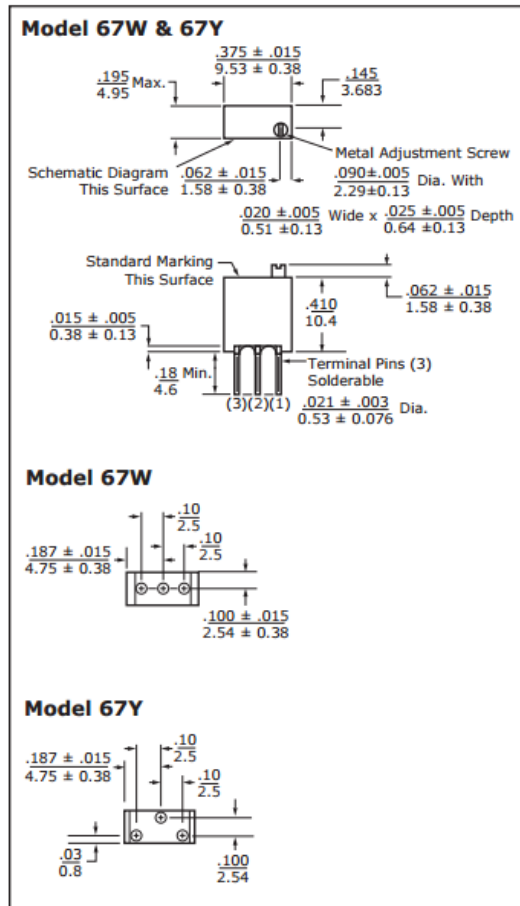 Model 67W & 67Y
.375 ± .015
9.53 ± 0.38
.195 Max.
4.95
.145
3.683
Schematic Diagram
This Surface
.062 ± .015
1.58 ± 0.38
Metal Adjustment Screw
.090±.005 Dia. With
2.29±0.13
.020 ±.005 Wide x .025 ±.005 Depth
0.51 ±0.13 0.64 ±0.13
Standard Marking
This Surface
.062 ± .015
1.58 ± 0.38
.410
10.4
.015 ± .005
0.38 ± 0.13
.18 Min.
4.6
Terminal Pins (3)
Solderable
(3)(2)(1)
.021 ± .003 Dia.
0.53 ± 0.076
Model 67W
.10
2.5
.10
2.5
.187 ± .015
4.75 ± 0.38
.100 ± .015
2.54 ± 0.38
Model 67Y
.10
2.5
.187 ± .015
4.75 ± 0.38
.10
2.5
.03
0.8
.100
2.54